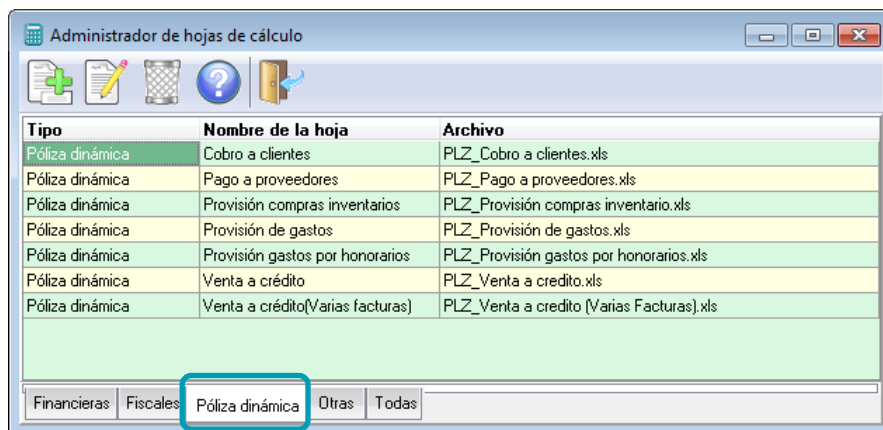 Administrador de hojas de cálculo
Tipo Nombre de la hoja Archivo
Póliza dinámica Cobro a clientes PLZ_Cobro a clientes.xls
Póliza dinámica Pago a proveedores PLZ_Pago a proveedores.xls
Póliza dinámica Provisión compras inventarios PLZ_Provisión compras inventario.xls
Póliza dinámica Provisión de gastos PLZ_Provisión de gastos.xls
Póliza dinámica Provisión gastos por honorarios PLZ_Provisión gastos por honorarios.xls
Póliza dinámica Venta a crédito PLZ_Venta a credito.xls
Póliza dinámica Venta a crédito(Varias facturas) PLZ_Venta a credito (Varias Facturas).xls
Financieras Fiscales Póliza dinámica Otras Todas